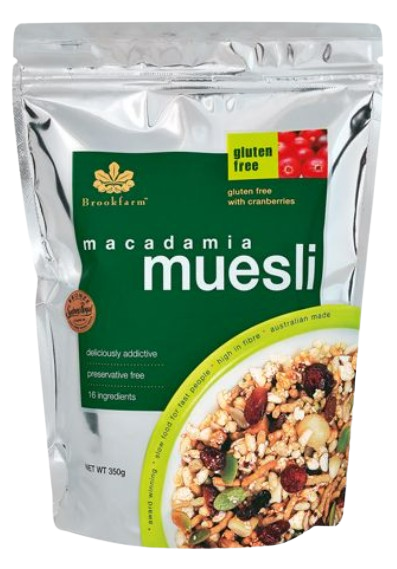 gluten
free
gluten free
with cranberries
Brookfarm™
macadamia
muesli
deliciously addictive
preservative free
16 ingredients
NET WT 350g
award winning • slow food for fast people • high in fibre • australian made